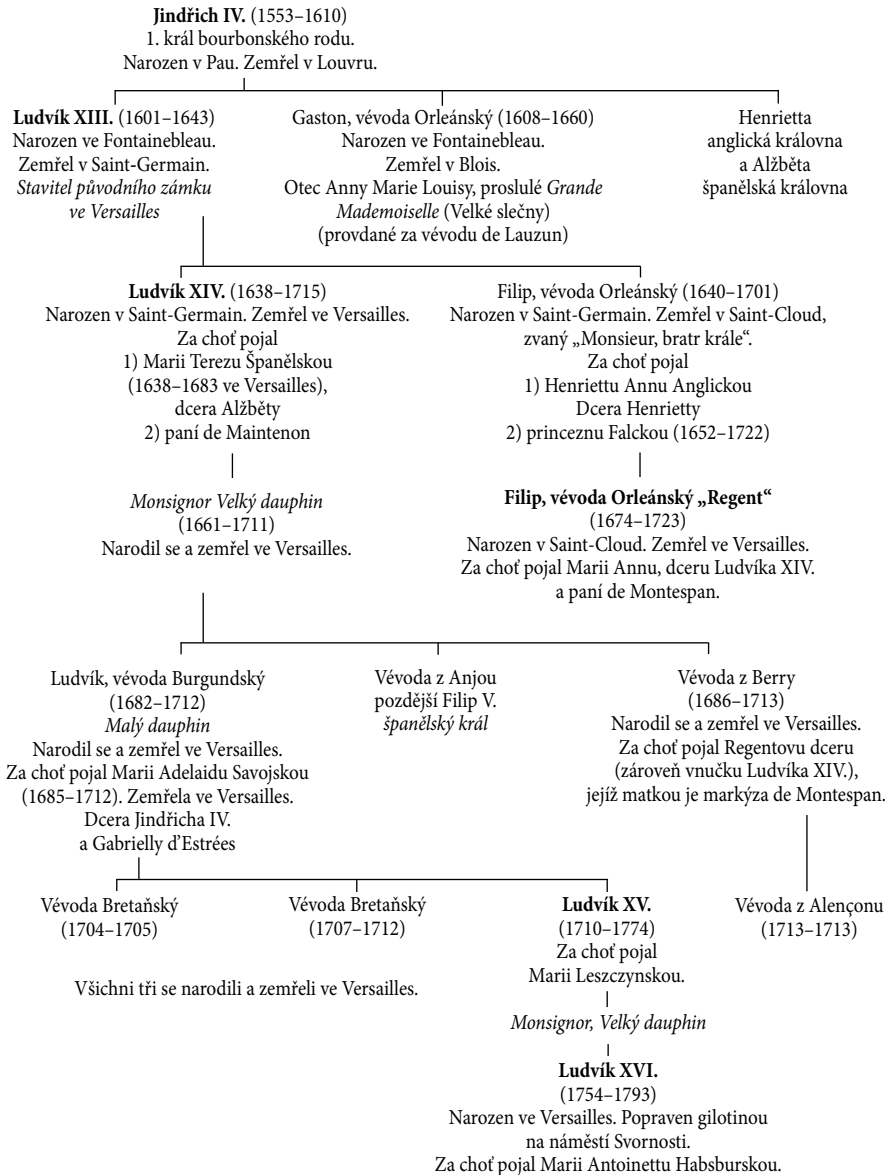 Jindřich IV. (1553–1610)
1. král bourbonského rodu.
Narozen v Pau. Zemřel v Louvru.
Ludvík XIII. (1601–1643)
Narozen ve Fontainebleau.
Zemřel v Saint-Germain.
Stavitel původního zámku
ve Versailles
Gaston, vévoda Orleánský (1608–1660)
Narozen ve Fontainebleau.
Zemřel v Blois.
Otec Anny Marie Louisy, proslulé Grande
Mademoiselle (Velké slečny)
(provdané za vévodu de Lauzun)
Henrietta
anglická královna
a Alžběta
španělská královna
Ludvík XIV. (1638–1715)
Narozen v Saint-Germain. Zemřel ve Versailles.
Za choť pojal
1) Marii Terezu Španělskou
(1638–1683 ve Versailles),
dcera Alžběty
2) paní de Maintenon
Filip, vévoda Orleánský (1640–1701)
Narozen v Saint-Germain. Zemřel v Saint-Cloud,
zvaný „Monsieur, bratr krále“.
Za choť pojal
1) Henriettu Annu Anglickou
Dcera Henrietty
2) princeznu Falckou (1652–1722)
Monsignor Velký dauphin
(1661–1711)
Narodil se a zemřel ve Versailles.
Filip, vévoda Orleánský „Regent“
(1674–1723)
Narozen v Saint-Cloud. Zemřel ve Versailles.
Za choť pojal Marii Annu, dceru Ludvíka XIV.
a paní de Montespan.
Ludvík, vévoda Burgundský
(1682–1712)
Malý dauphin
Narodil se a zemřel ve Versailles.
Za choť pojal Marii Adelaidu Savojskou
(1685–1712). Zemřela ve Versailles.
Dcera Jindřicha IV.
a Gabrielly d’Estrées
Vévoda z Anjou
pozdější Filip V.
španělský král
Vévoda z Berry
(1686–1713)
Narodil se a zemřel ve Versailles.
Za choť pojal Regentovu dceru
(zároveň vnučku Ludvíka XIV.),
jejíž matkou je markýza de Montespan.
Vévoda Bretaňský
(1704–1705)
Vévoda Bretaňský
(1707–1712)
Ludvík XV.
(1710–1774)
Za choť pojal
Marii Leszczynskou.
Vévoda z Alençonu
(1713–1713)
Všichni tři se narodili a zemřeli ve Versailles.
Monsignor, Velký dauphin
Ludvík XVI.
(1754–1793)
Narozen ve Versailles. Popraven gilotinou
na náměstí Svornosti.
Za choť pojal Marii Antoinettu Habsburskou.